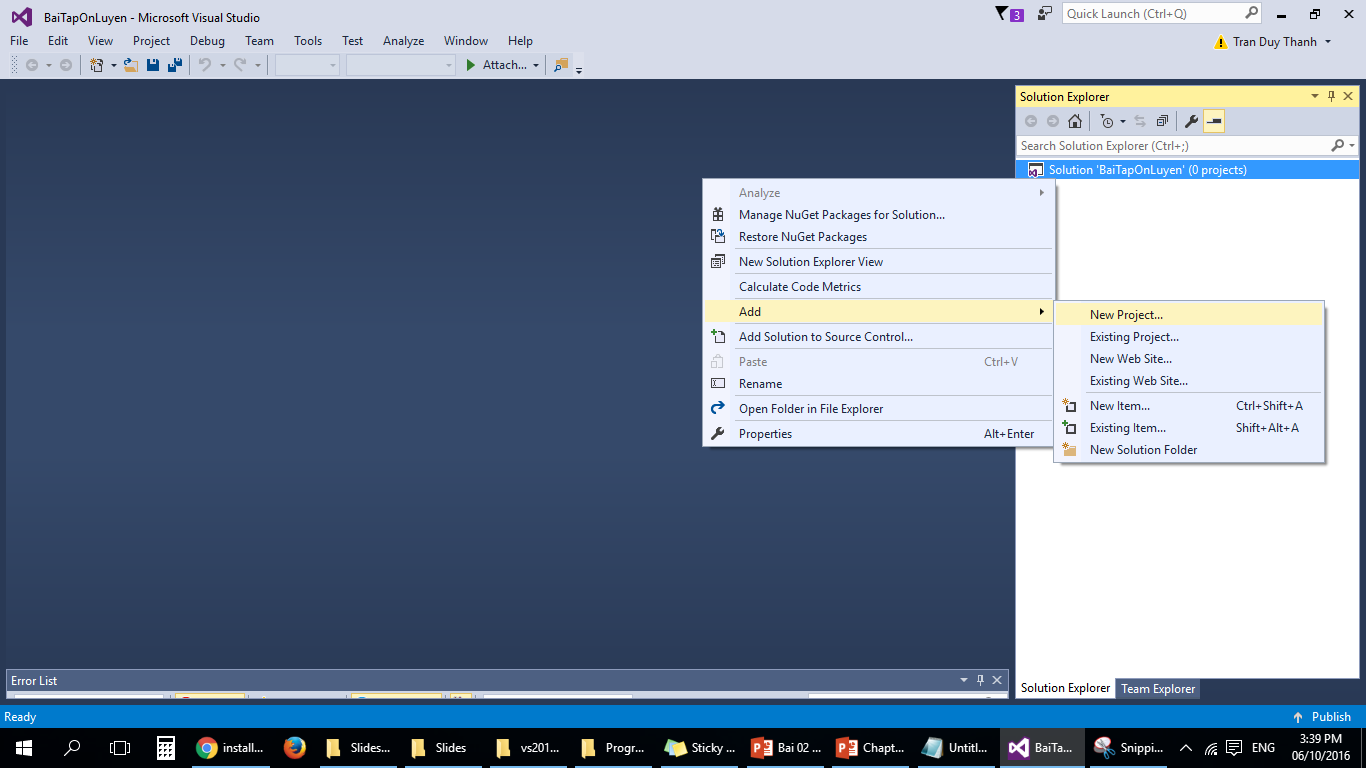 BaiTapOnLuyen - Microsoft Visual Studio
3
Quick Launch (Ctrl+Q)
File Edit View Project Debug Team Tools Test Analyze Window Help
Tran Duy Thanh
Attach...
Solution Explorer
Search Solution Explorer (Ctrl+;)
Solution 'BaiTapOnLuyen' (0 projects)
Analyze
Manage NuGet Packages for Solution...
Restore NuGet Packages
New Solution Explorer View
Calculate Code Metrics
Add
Add Solution to Source Control...
Paste Ctrl+V
Rename
Open Folder in File Explorer
Properties Alt+Enter
New Project...
Existing Project...
New Web Site...
Existing Web Site...
New Item... Ctrl+Shift+A
Existing Item... Shift+Alt+A
New Solution Folder
Error List
Solution Explorer Team Explorer
Ready
Publish
install... Slides... Slides vs201... Progr... Sticky ... Bai 02 ... Chapt... Untitl... BaiTa... Snippi... ENG
3:39 PM
06/10/2016